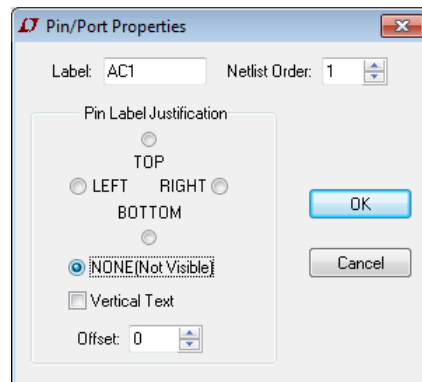 Pin/Port Properties
Label: AC1 Netlist Order: 1
Pin Label Justification
TOP
LEFT RIGHT
BOTTOM
OK
NONE(Not Visible)
Cancel
Vertical Text
Offset: 0